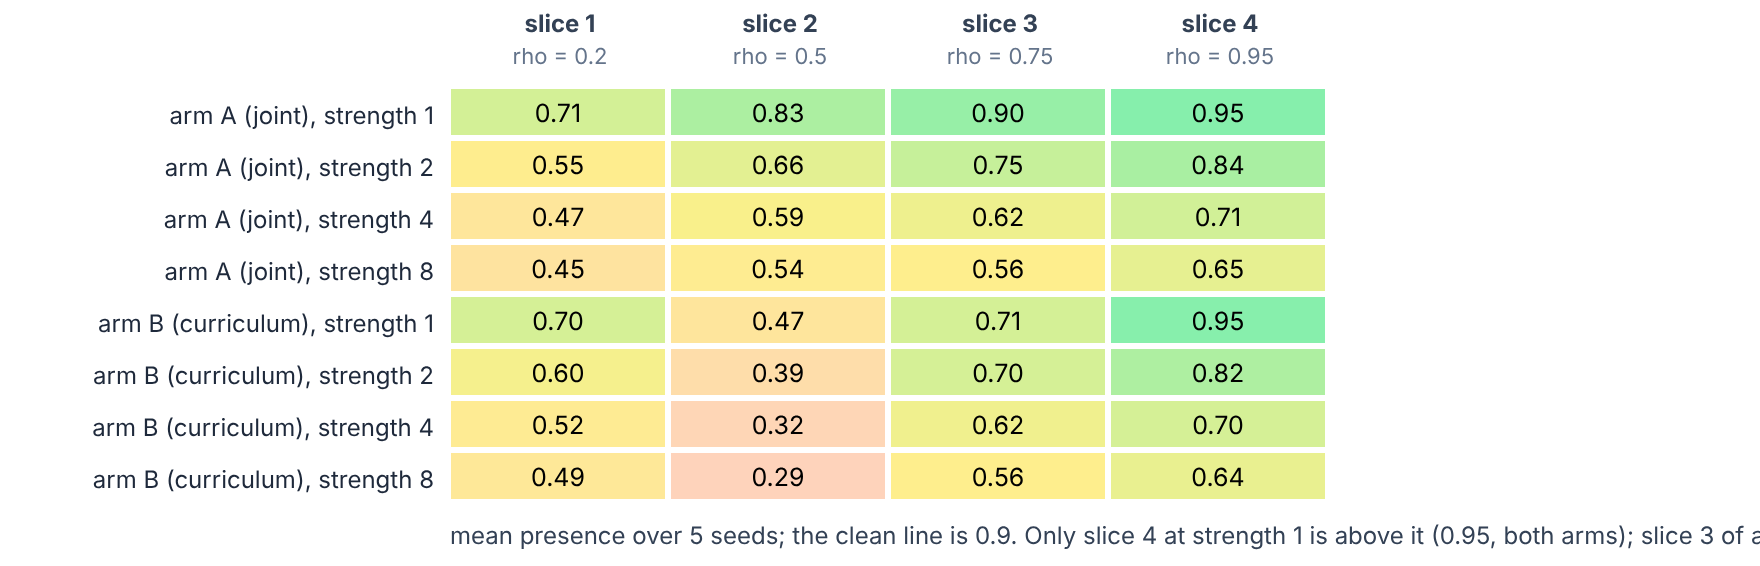 slice 1 slice 2 slice 3 slice 4
rho = 0.2 rho = 0.5 rho = 0.75 rho = 0.95
arm A (joint), strength 1 0.71 0.83 0.90 0.95
arm A (joint), strength 2 0.55 0.66 0.75 0.84
arm A (joint), strength 4 0.47 0.59 0.62 0.71
arm A (joint), strength 8 0.45 0.54 0.56 0.65
arm B (curriculum), strength 1 0.70 0.47 0.71 0.95
arm B (curriculum), strength 2 0.60 0.39 0.70 0.82
arm B (curriculum), strength 4 0.52 0.32 0.62 0.70
arm B (curriculum), strength 8 0.49 0.29 0.56 0.64
mean presence over 5 seeds; the clean line is 0.9. Only slice 4 at strength 1 is above it (0.95, both arms); slice 3 of